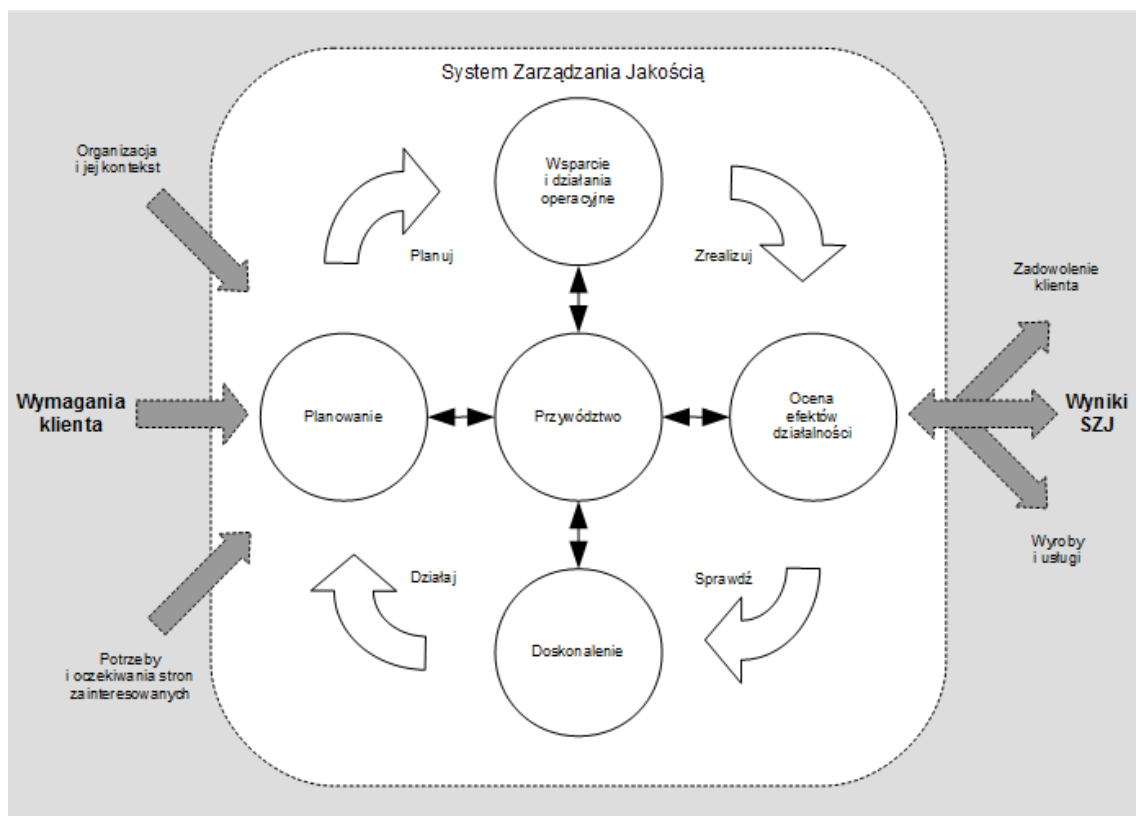 System Zarządzania Jakością
Organizacja
i jej kontekst
Wsparcie
i działania
operacyjne
Planuj
Zrealizuj
Zadowolenie
klienta
Wymagania
klienta
Planowanie
Przywództwo
Ocena
efektów
działalności
Wyniki
SZJ
Wyroby
i usługi
Działaj
Sprawdź
Doskonalenie
Potrzeby
i oczekiwania stron
zainteresowanych